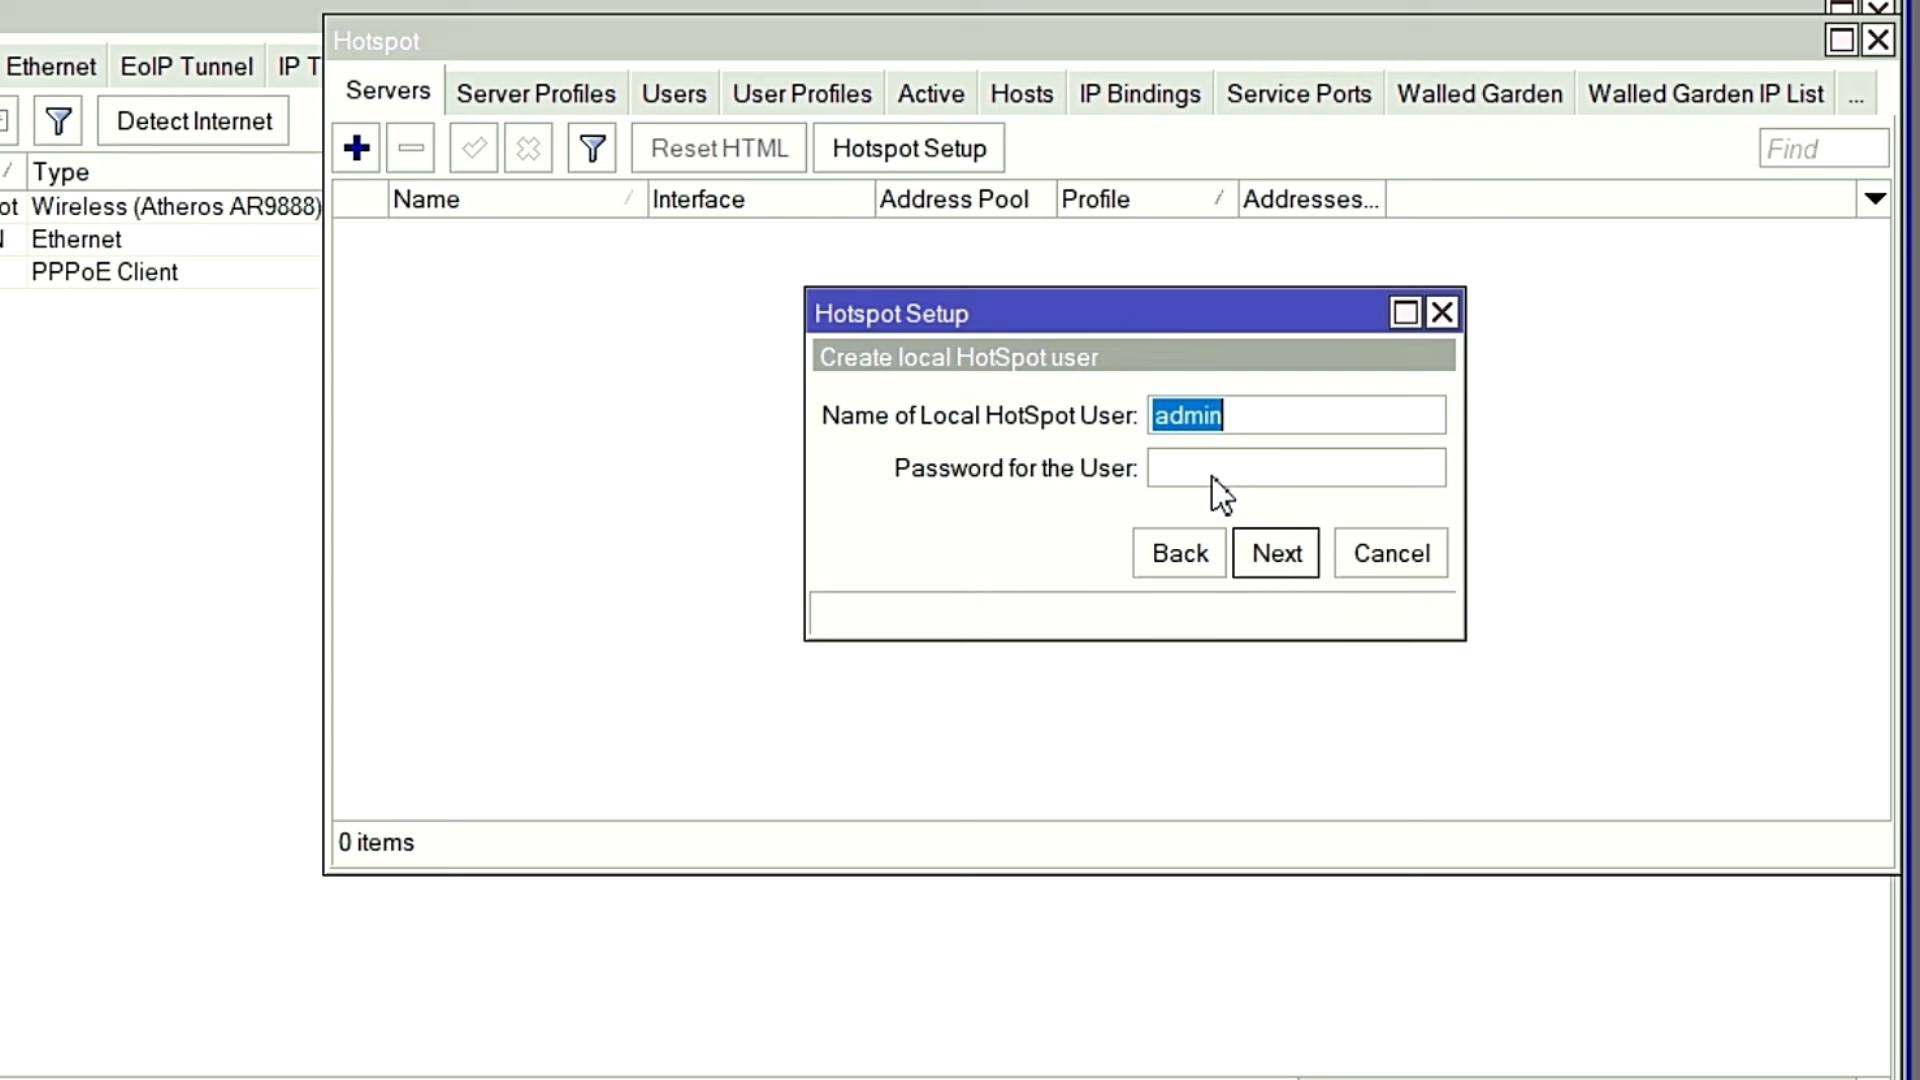 Hotspot
Ethernet EoIP Tunnel IP T
Servers Server Profiles Users User Profiles Active Hosts IP Bindings Service Ports Walled Garden Walled Garden IP List ...
Detect Internet
Reset HTML Hotspot Setup Find
Type
Name Interface Address Pool Profile Addresses...
ot Wireless (Atheros AR9888)
Ethernet
PPPoE Client
Hotspot Setup
Create local HotSpot user
Name of Local HotSpot User: admin
Password for the User:
Back Next Cancel
0 items